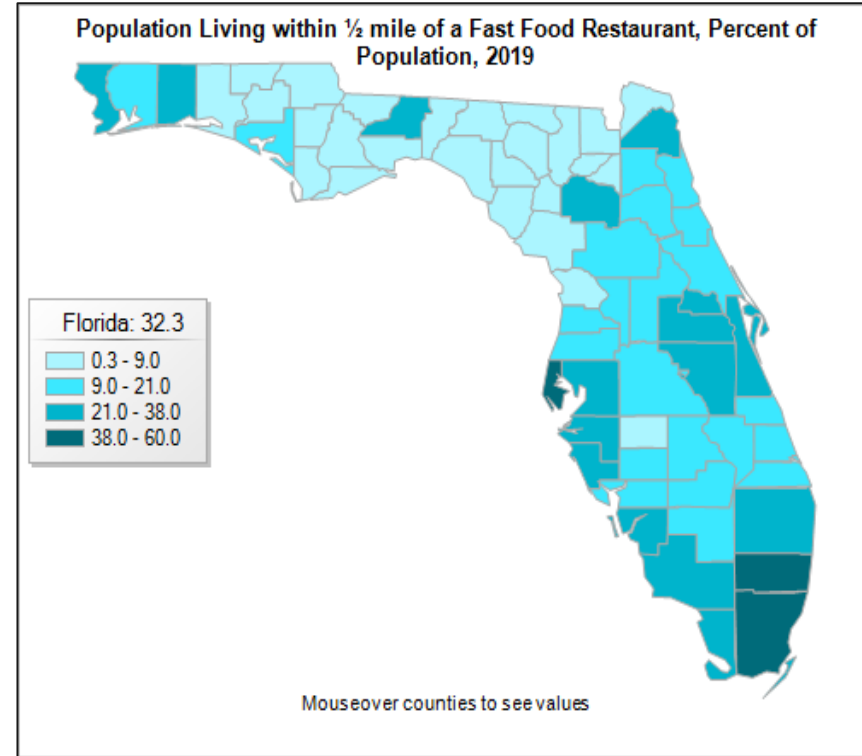 Population Living within ½ mile of a Fast Food Restaurant, Percent of
Population, 2019
Florida: 32.3
0.3 - 9.0
9.0 - 21.0
21.0 - 38.0
38.0 - 60.0
Mouseover counties to see values